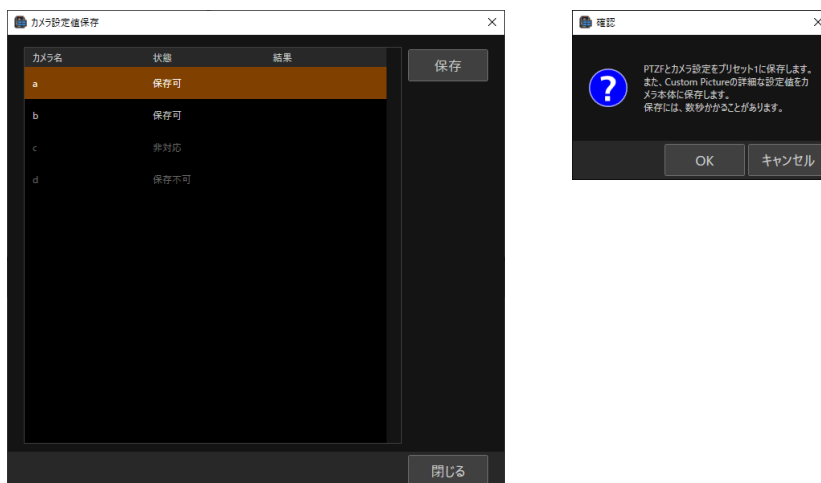 カメラ設定値保存
カメラ名 状態 結果
a 保存可
b 保存可
c 非対応
d 保存不可
保存
閉じる
確認
?
PTZFとカメラ設定をプリセット1に保存します。
また、Custom Pictureの詳細な設定値をカ
メラ本体に保存します。
保存には、数秒かかることがあります。
OK キャンセル